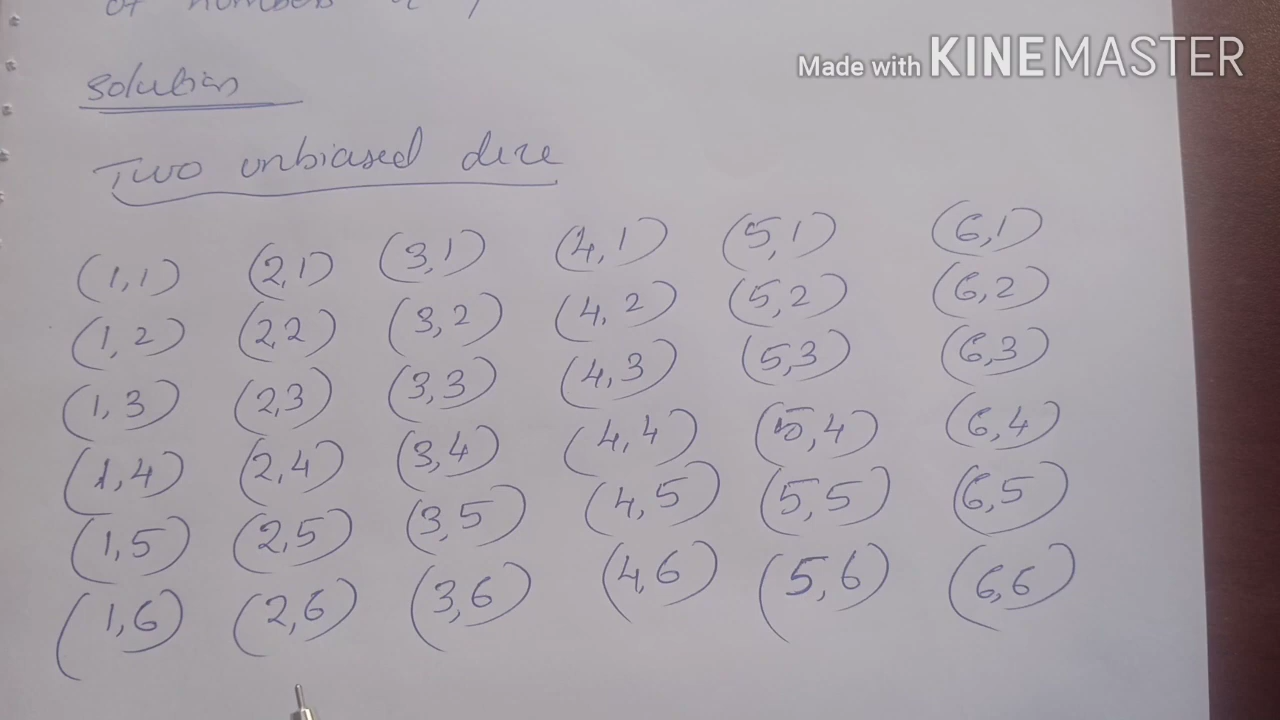 of numbers
Made with KINEMASTER
solution
Two unbiased dice
(1,1) (2,1) (3,1) (4,1) (5,1) (6,1)
(1,2) (2,2) (3,2) (4,2) (5,2) (6,2)
(1,3) (2,3) (3,3) (4,3) (5,3) (6,3)
(1,4) (2,4) (3,4) (4,4) (5,4) (6,4)
(1,5) (2,5) (3,5) (4,5) (5,5) (6,5)
(1,6) (2,6) (3,6) (4,6) (5,6) (6,6)